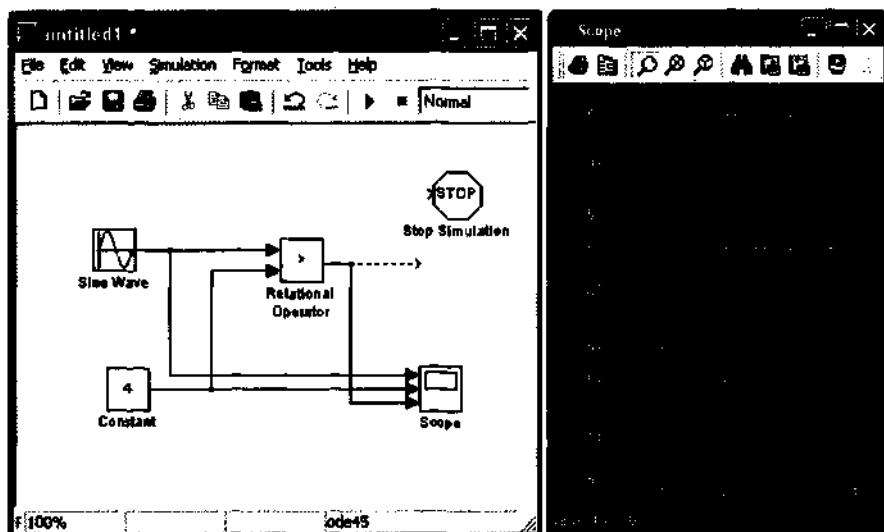 untitled1 *
File Edit View Simulation Format Tools Help
Normal
STOP
Stop Simulation
Sine Wave
>
Relational
Operator
4
Constant
Scope
100%
ode45
Scope